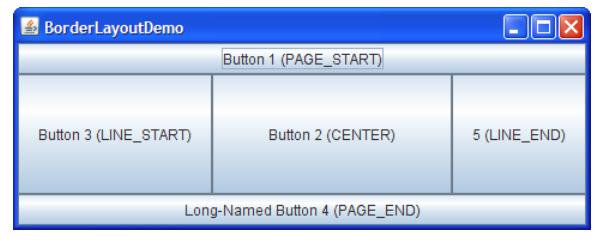 BorderLayoutDemo
Button 1 (PAGE_START)
Button 3 (LINE_START)
Button 2 (CENTER)
5 (LINE_END)
Long-Named Button 4 (PAGE_END)